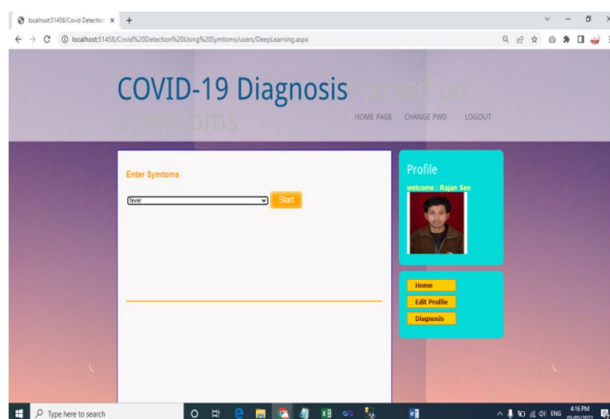 localhost:51458/Covid Detection
localhost:51458/Covid%20Detection%20Using%20Symtoms/users/DeepLearning.aspx
COVID-19 Diagnosis based on
symptoms
HOME PAGE CHANGE PWD LOGOUT
Enter Symtoms
fever
Start
Profile
welcome : Rajan Sen
Home
Edit Profile
Diagnosis
Type here to search
ENG
4:16 PM